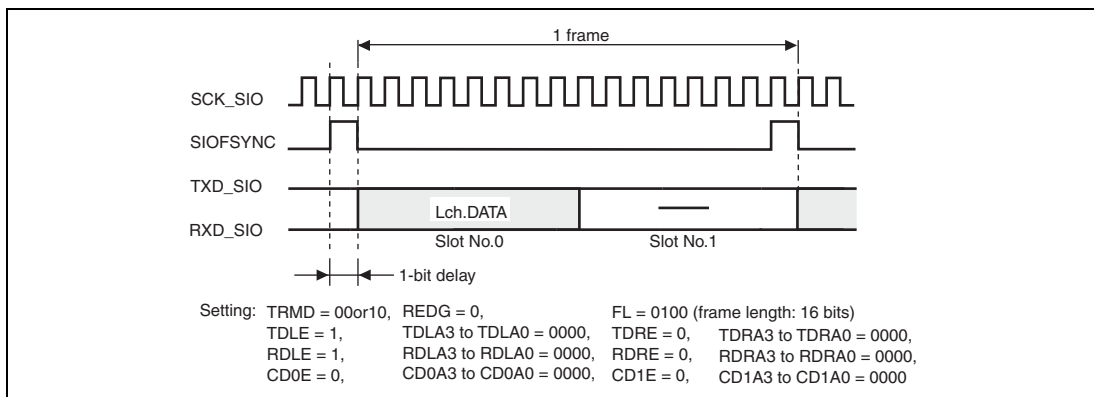 1 frame
SCK_SIO
SIOFSYNC
TXD_SIO
RXD_SIO
Lch.DATA
Slot No.0
Slot No.1
1-bit delay
Setting: TRMD = 00or10, REDG = 0, FL = 0100 (frame length: 16 bits)
TDLE = 1, TDLA3 to TDLA0 = 0000, TDRE = 0, TDRA3 to TDRA0 = 0000,
RDLE = 1, RDLA3 to RDLA0 = 0000, RDRE = 0, RDRA3 to RDRA0 = 0000,
CD0E = 0, CD0A3 to CD0A0 = 0000, CD1E = 0, CD1A3 to CD1A0 = 0000